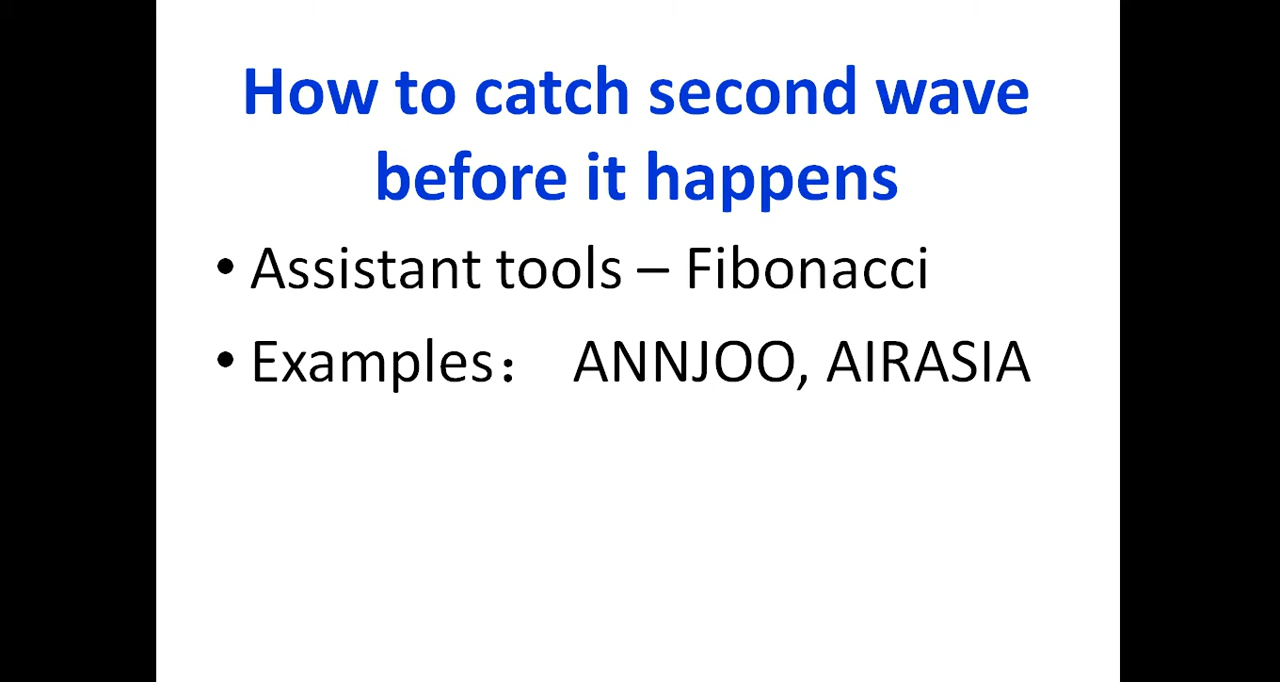 How to catch second wave
before it happens
• Assistant tools – Fibonacci
• Examples： ANNJOO, AIRASIA